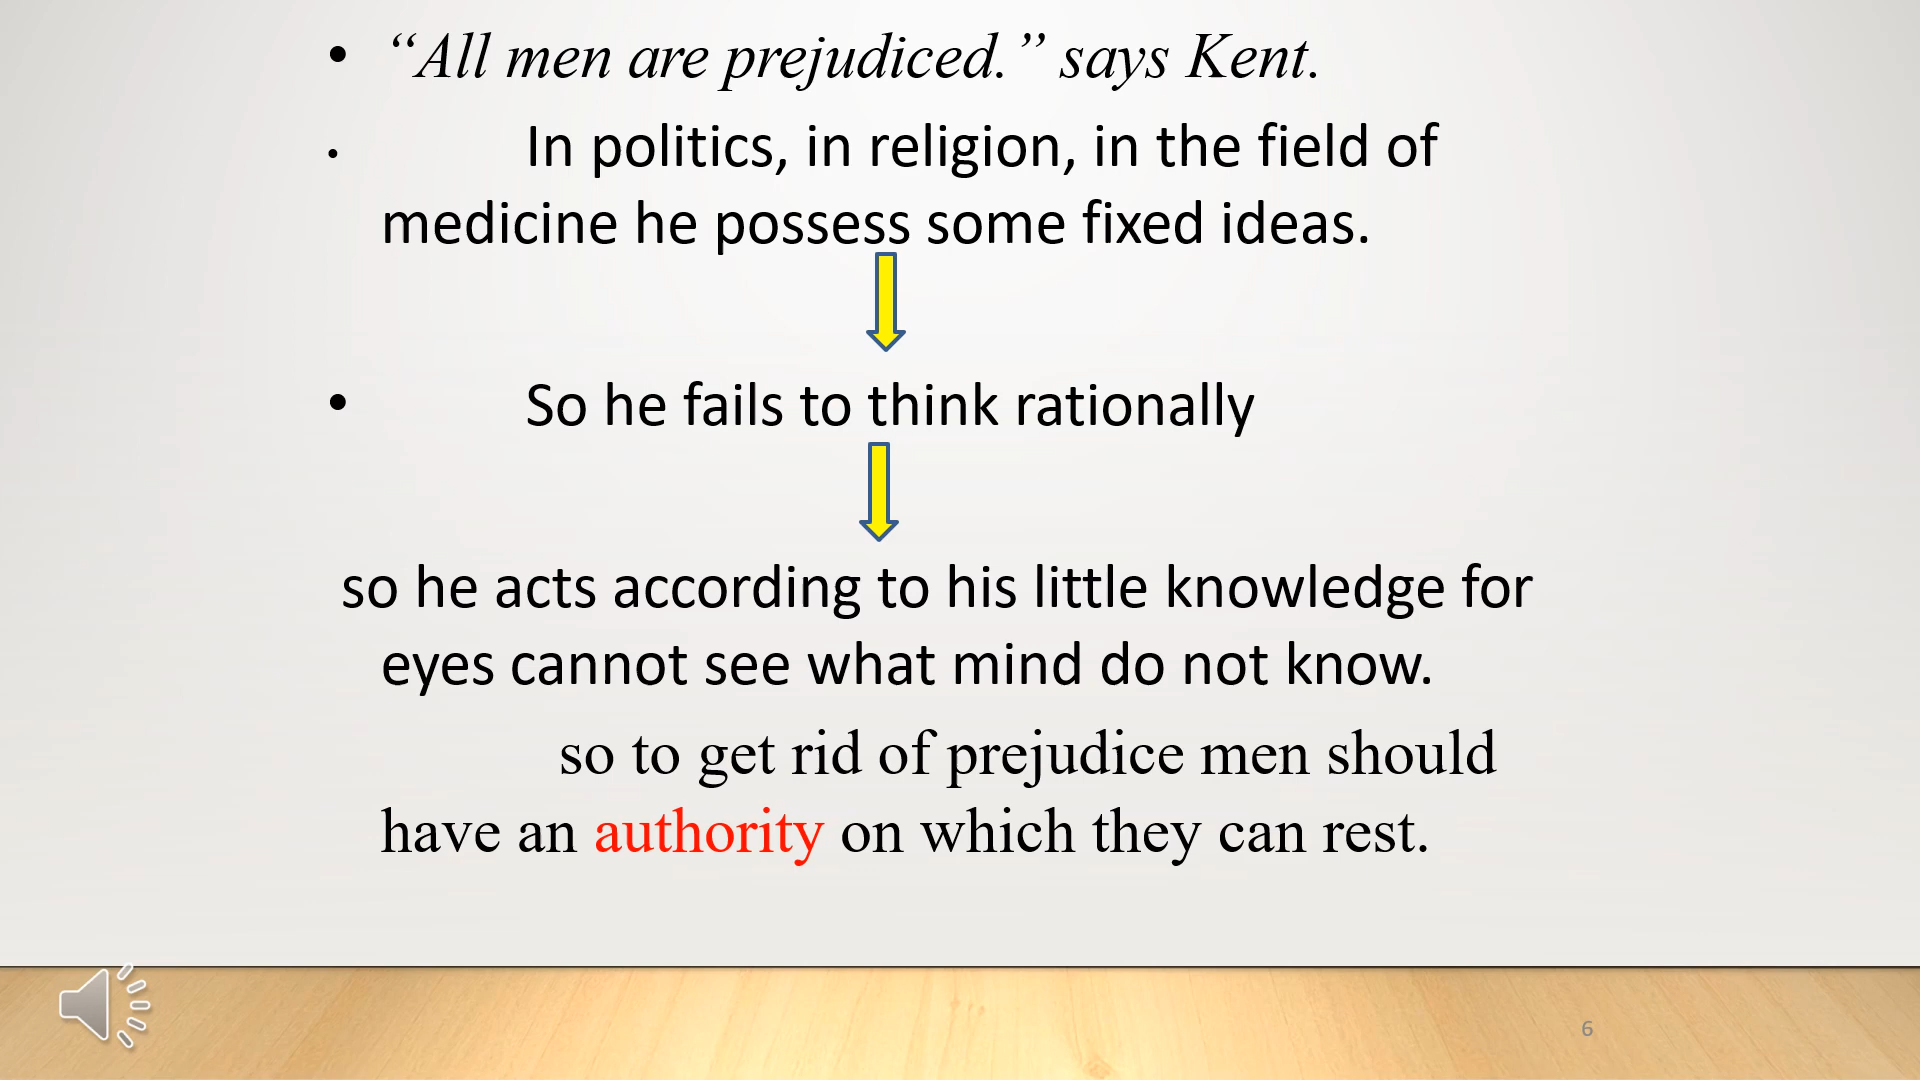 • “All men are prejudiced.” says Kent.
• In politics, in religion, in the field of
medicine he possess some fixed ideas.
• So he fails to think rationally
so he acts according to his little knowledge for
eyes cannot see what mind do not know.
so to get rid of prejudice men should
have an authority on which they can rest.
6